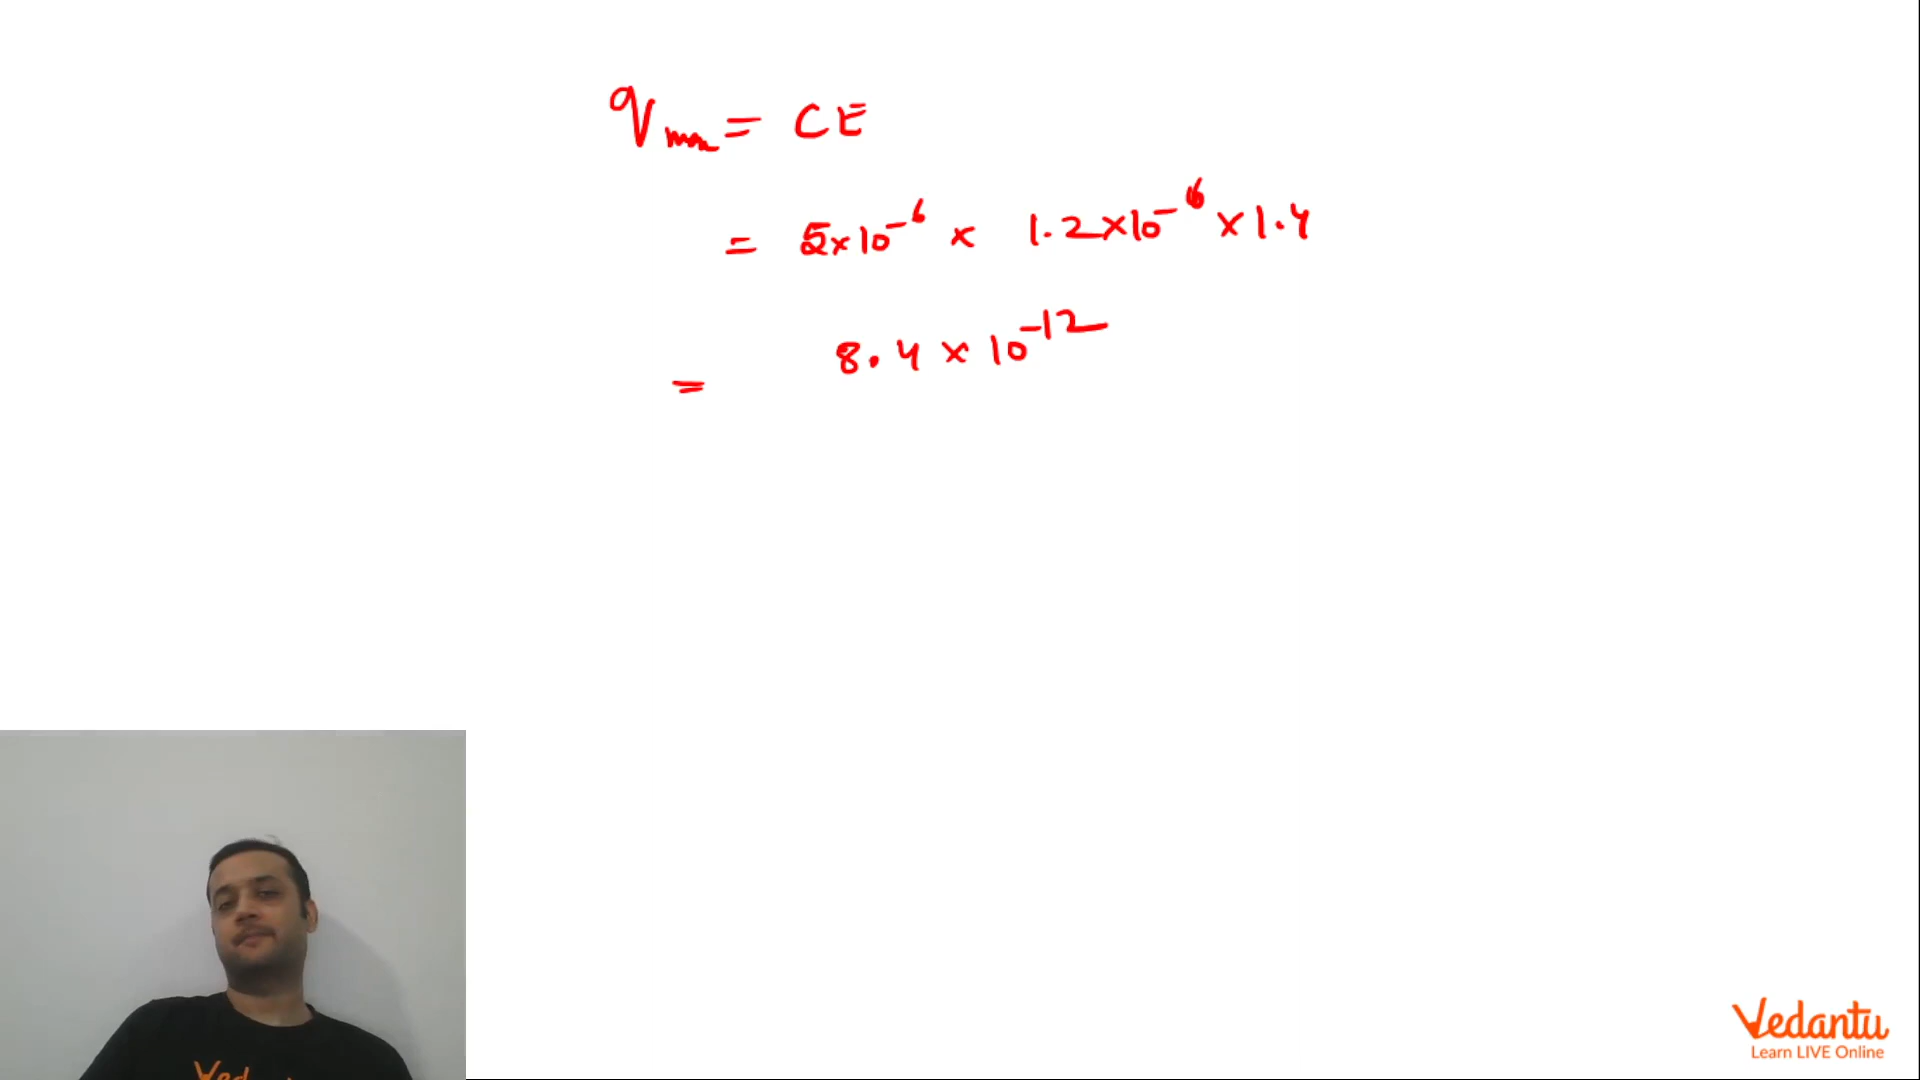 q_max = CE
= 5×10⁻⁶ × 1.2×10⁻⁶ × 1.4
= 8.4 × 10⁻¹²
Ved
Vedantu
Learn LIVE Online